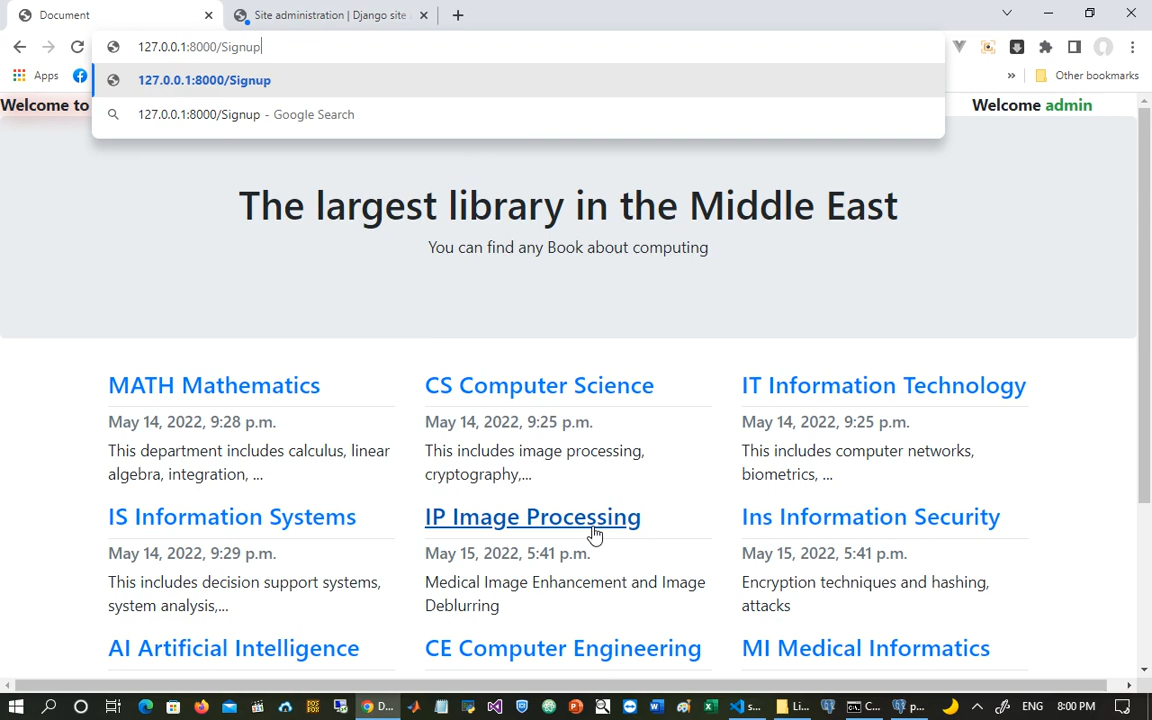 Document
Site administration | Django site
127.0.0.1:8000/Signup
Apps
Other bookmarks
127.0.0.1:8000/Signup
127.0.0.1:8000/Signup - Google Search
Welcome to
Welcome admin
The largest library in the Middle East
You can find any Book about computing
MATH Mathematics
May 14, 2022, 9:28 p.m.
This department includes calculus, linear
algebra, integration, ...
CS Computer Science
May 14, 2022, 9:25 p.m.
This includes image processing,
cryptography,...
IT Information Technology
May 14, 2022, 9:25 p.m.
This includes computer networks,
biometrics, ...
IS Information Systems
May 14, 2022, 9:29 p.m.
This includes decision support systems,
system analysis,...
IP Image Processing
May 15, 2022, 5:41 p.m.
Medical Image Enhancement and Image
Deblurring
Ins Information Security
May 15, 2022, 5:41 p.m.
Encryption techniques and hashing,
attacks
AI Artificial Intelligence
CE Computer Engineering
MI Medical Informatics
D...
s...
Li...
C...
p...
ENG
8:00 PM